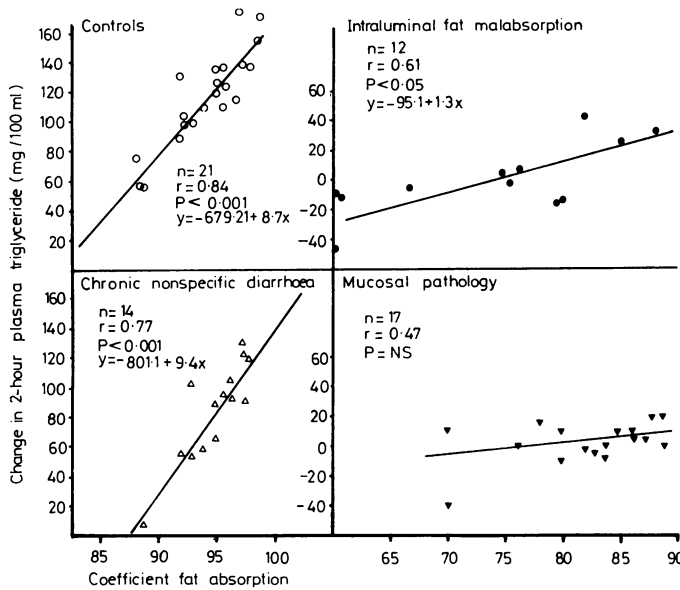 Controls
Intraluminal fat malabsorption
n= 12
r = 0·61
P<0·05
y=-95·1+1·3x
n= 21
r = 0·84
P< 0·001
y=-679·21+ 8·7x
160
140
120
100
80
60
40
20
60
40
20
0
-20
-40
Chronic nonspecific diarrhoea
Mucosal pathology
n= 14
r = 0·77
P<0·001
y=-801·1+ 9·4x
n= 17
r = 0·47
P= NS
160
140
120
100
80
60
40
20
60
40
20
0
-20
-40
Change in 2-hour plasma triglyceride (mg /100 ml)
85 90 95 100
65 70 75 80 85 90
Coefficient fat absorption